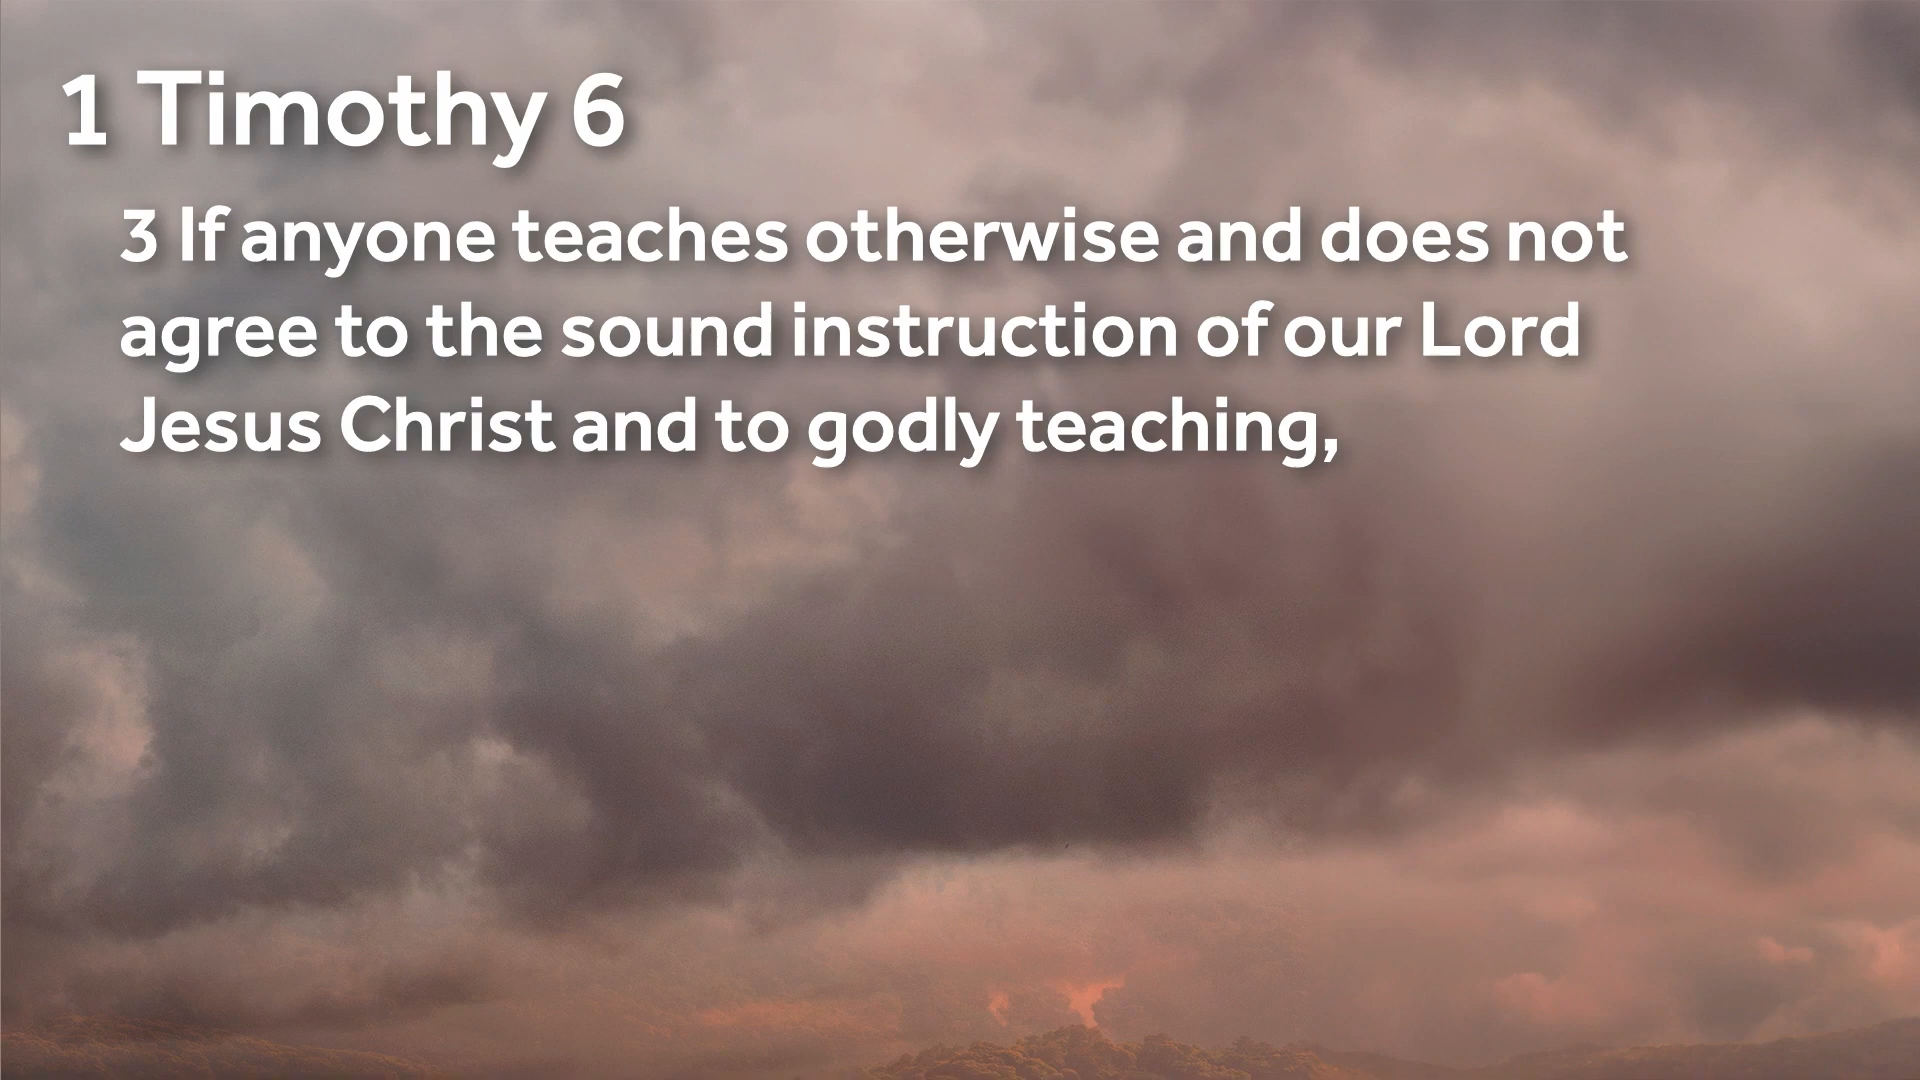 1 Timothy 6
3 If anyone teaches otherwise and does not
agree to the sound instruction of our Lord
Jesus Christ and to godly teaching,